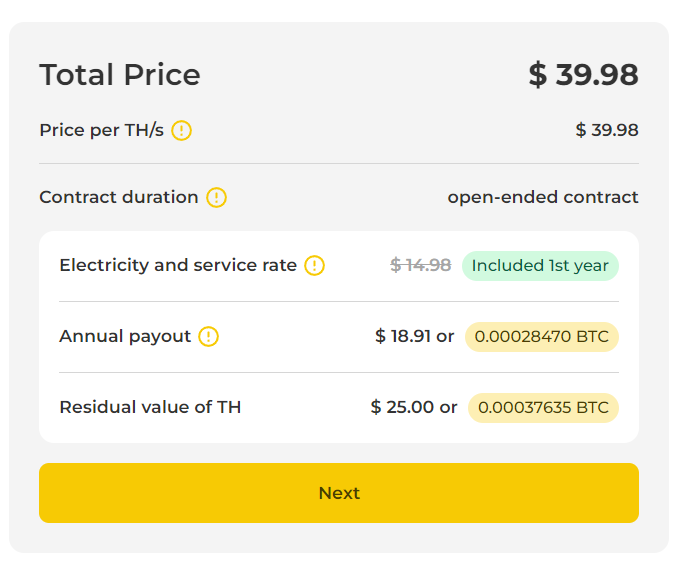 Total Price $ 39.98
Price per TH/s $ 39.98
Contract duration open-ended contract
Electricity and service rate $ 14.98 Included 1st year
Annual payout $ 18.91 or 0.00028470 BTC
Residual value of TH $ 25.00 or 0.00037635 BTC
Next